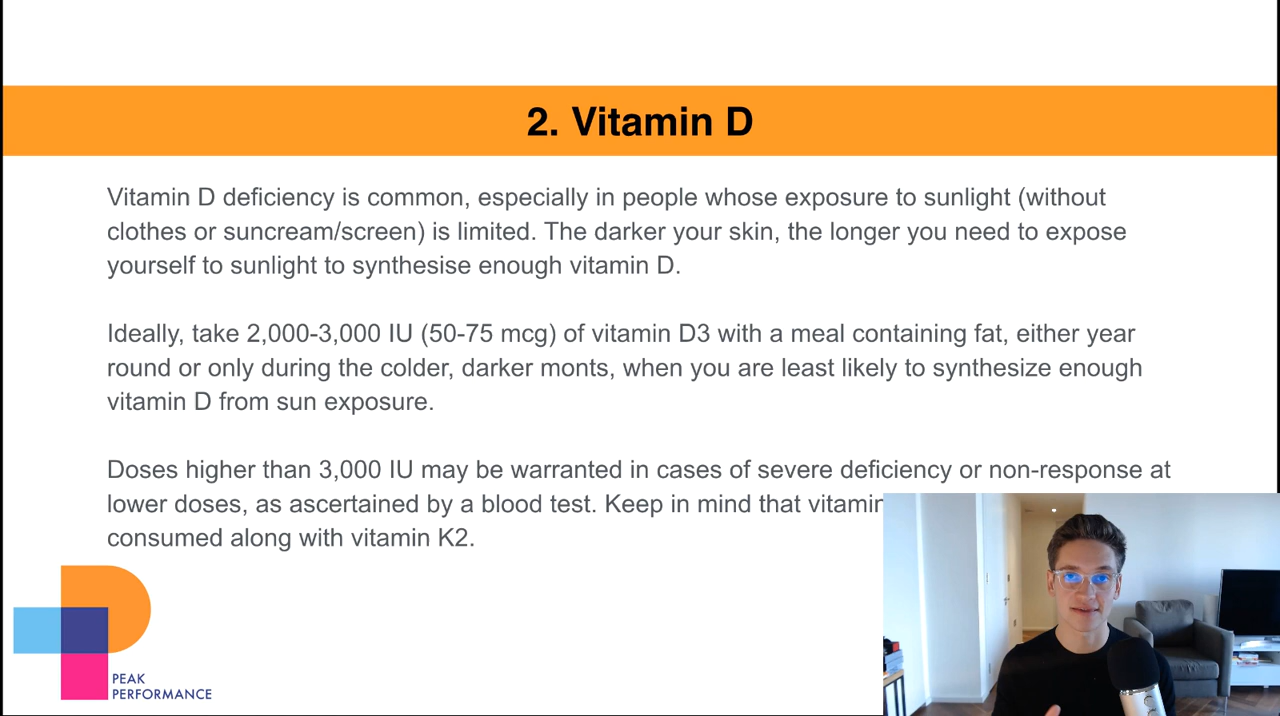 2. Vitamin D
Vitamin D deficiency is common, especially in people whose exposure to sunlight (without
clothes or suncream/screen) is limited. The darker your skin, the longer you need to expose
yourself to sunlight to synthesise enough vitamin D.
Ideally, take 2,000-3,000 IU (50-75 mcg) of vitamin D3 with a meal containing fat, either year
round or only during the colder, darker monts, when you are least likely to synthesize enough
vitamin D from sun exposure.
Doses higher than 3,000 IU may be warranted in cases of severe deficiency or non-response at
lower doses, as ascertained by a blood test. Keep in mind that vitamin
consumed along with vitamin K2.
PEAK
PERFORMANCE